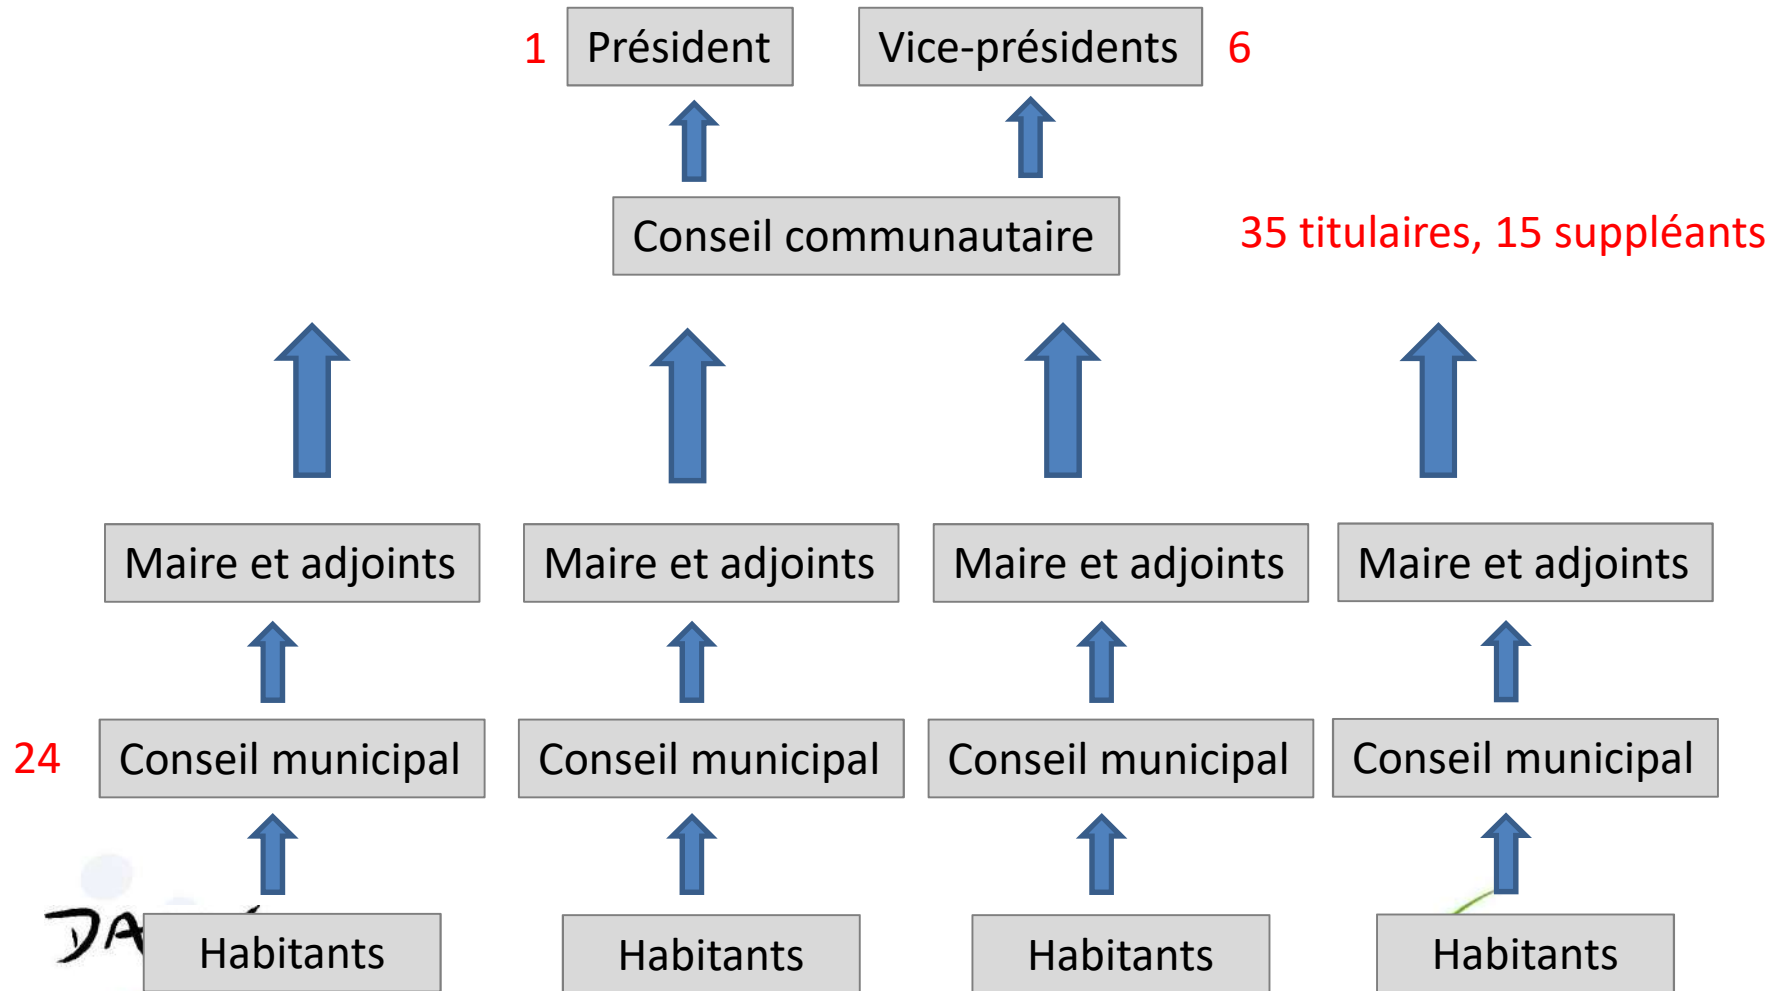 1 Président Vice-présidents 6
Conseil communautaire 35 titulaires, 15 suppléants
Maire et adjoints Maire et adjoints Maire et adjoints Maire et adjoints
24 Conseil municipal Conseil municipal Conseil municipal Conseil municipal
DA
Habitants Habitants Habitants Habitants